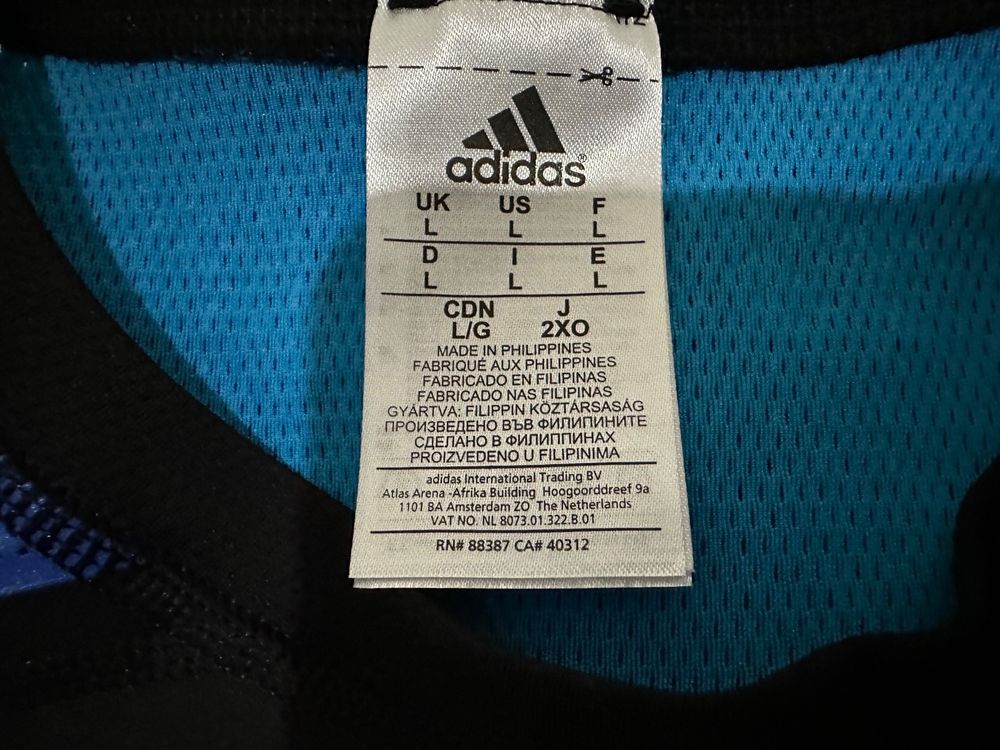 adidas®
UK US F
L L L
D I E
L L L
CDN J
L/G 2XO
MADE IN PHILIPPINES
FABRIQUÉ AUX PHILIPPINES
FABRICADO EN FILIPINAS
FABRICADO NAS FILIPINAS
GYÁRTVA: FILIPPIN KÖZTÁRSASÁG
ПРОИЗВЕДЕНО ВЪВ ФИЛИПИНИТЕ
СДЕЛАНО В ФИЛИППИНАХ
PROIZVEDENO U FILIPINIMA
adidas International Trading BV
Atlas Arena -Afrika Building Hoogoorddreef 9a
1101 BA Amsterdam ZO The Netherlands
VAT NO. NL 8073.01.322.B.01
RN# 88387 CA# 40312